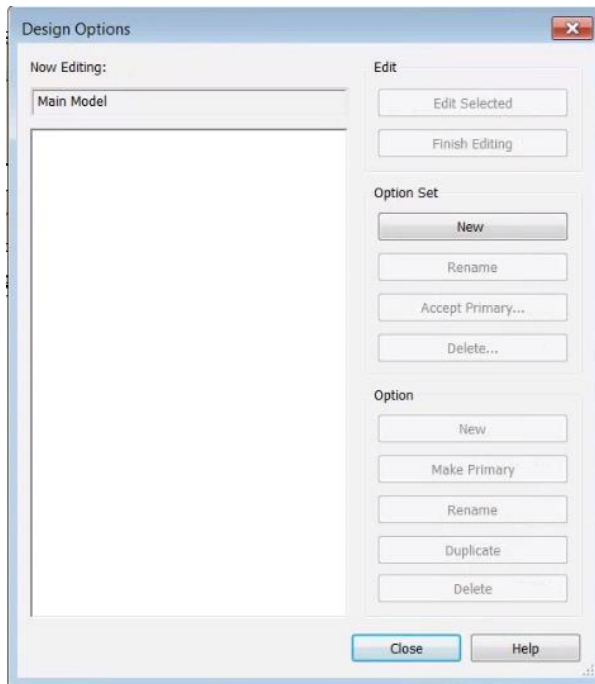 Design Options
Now Editing:
Main Model
Edit
Edit Selected
Finish Editing
Option Set
New
Rename
Accept Primary...
Delete...
Option
New
Make Primary
Rename
Duplicate
Delete
Close
Help